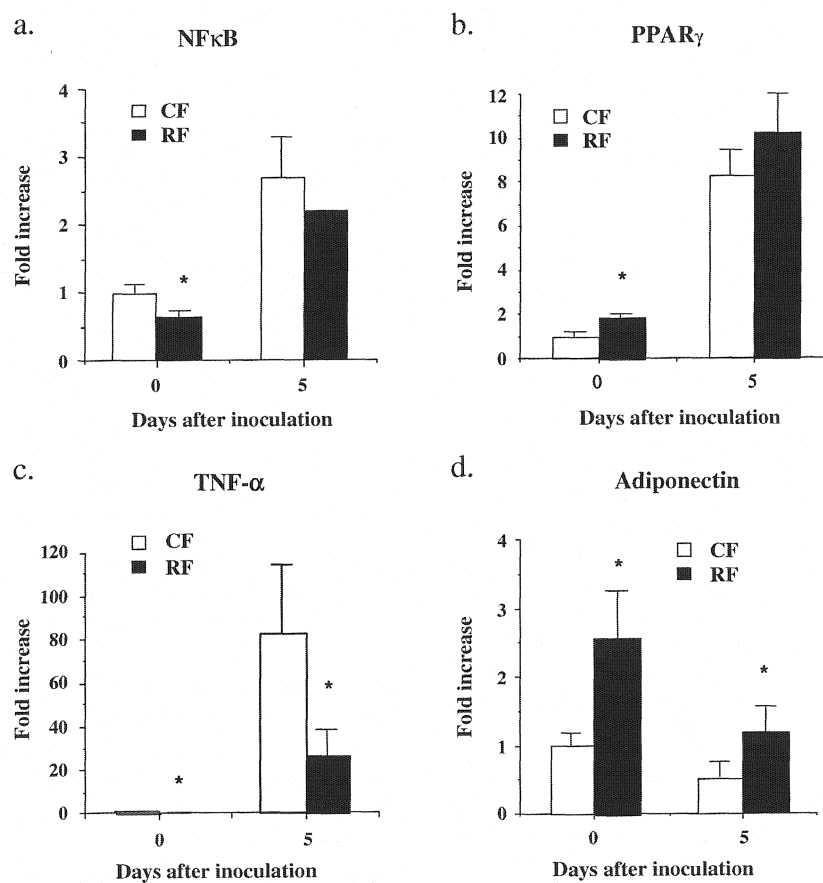 a.
NFκB
4
3
2
1
0
Fold increase
CF
RF
*
0
5
Days after inoculation
b.
PPARγ
12
10
8
6
4
2
0
Fold increase
CF
RF
*
0
5
Days after inoculation
c.
TNF-α
120
100
80
60
40
20
0
Fold increase
CF
RF
*
*
0
5
Days after inoculation
d.
Adiponectin
4
3
2
1
0
Fold increase
CF
RF
*
*
0
5
Days after inoculation